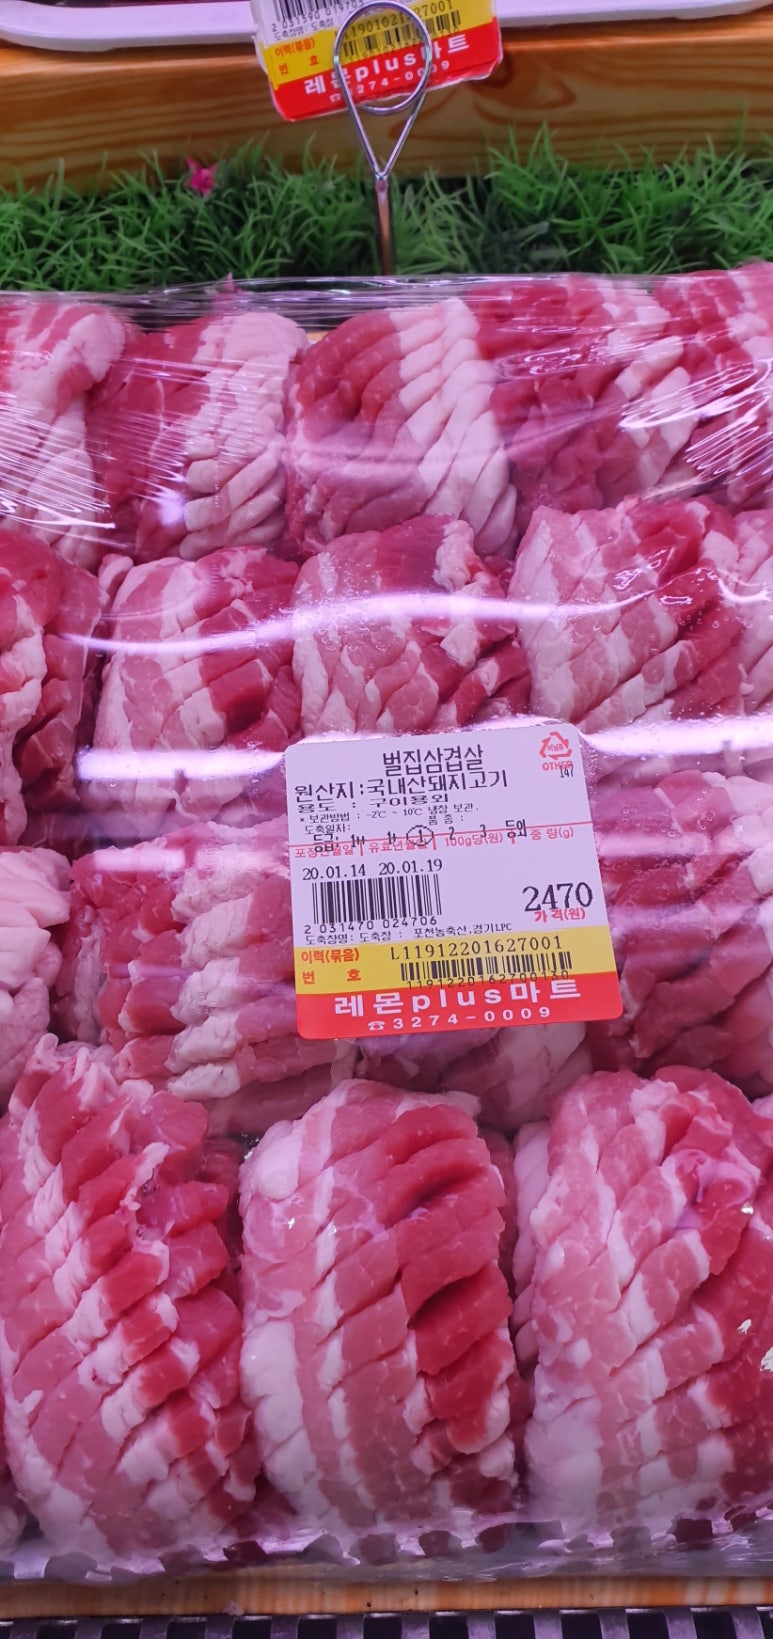 이력(묶음)
번 호
레몬plus마트
☎3274-0009
벌집삼겹살
원산지:국내산돼지고기
용도 : 구이용외
* 보관방법 : -2℃ ~ 10℃ 냉장 보관.
도축일자: 품 종 :
등급: 1++ 1+ 1 2 3 등외
포장년월일 유효년월일 100g당(원) 중 량(g)
20.01.14 20.01.19
2470
가 격(원)
2 031470 024706
도축장명: 도축장 : 포천농축산.경기LPC
이력(묶음) L11912201627001
번 호
레몬plus마트
☎3274-0009
비닐류
OTHER
147